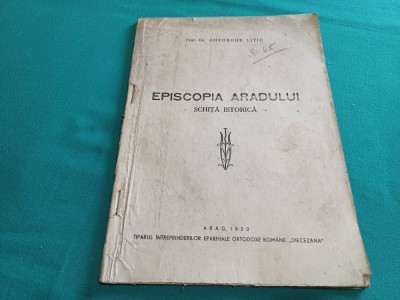 Prof. Dr. GHEORGHE LIȚIU
EPISCOPIA ARADULUI
- SCHIȚĂ ISTORICĂ -
ARAD, 1950
TIPARUL ÎNTREPRINDERILOR EPARHIALE ORTODOXE ROMÂNE „DIECEZANA"